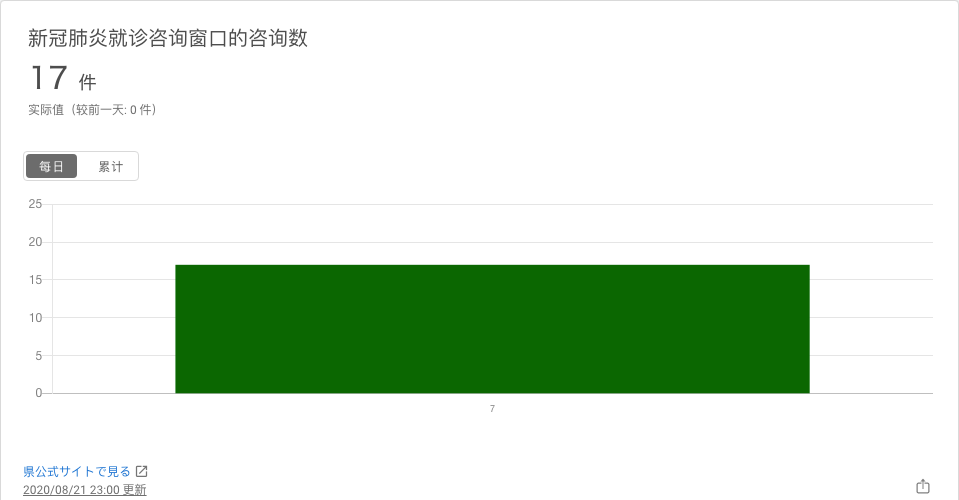 新冠肺炎就诊咨询窗口的咨询数
17 件
实际值（较前一天: 0 件）
每日 累计
25
20
15
10
5
0
7
県公式サイトで見る
2020/08/21 23:00 更新